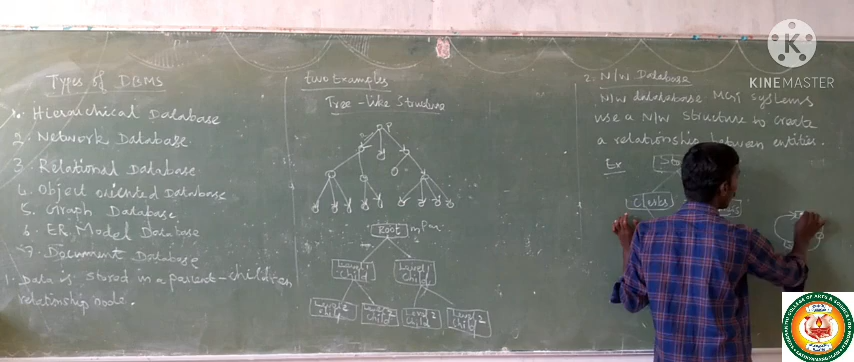 Types of DBMS
1. Hierarchical Database
2. Network Database
3. Relational Database
4. Object oriented Database
5. Graph Database
6. ER Model Database
7. Document Database
1. Data is stored in a parent-children
relationship node.
two Examples
Tree-like Structure
P
Root
Level 1 child
Level 1 child
Level 2 child
Level 2 child
Level 2 child
Level 2 child
2. N/W Database
N/W database MGT systems
use a N/W Structure to create
a relationship between entities.
Ex
Clerks
K
KINEMASTER